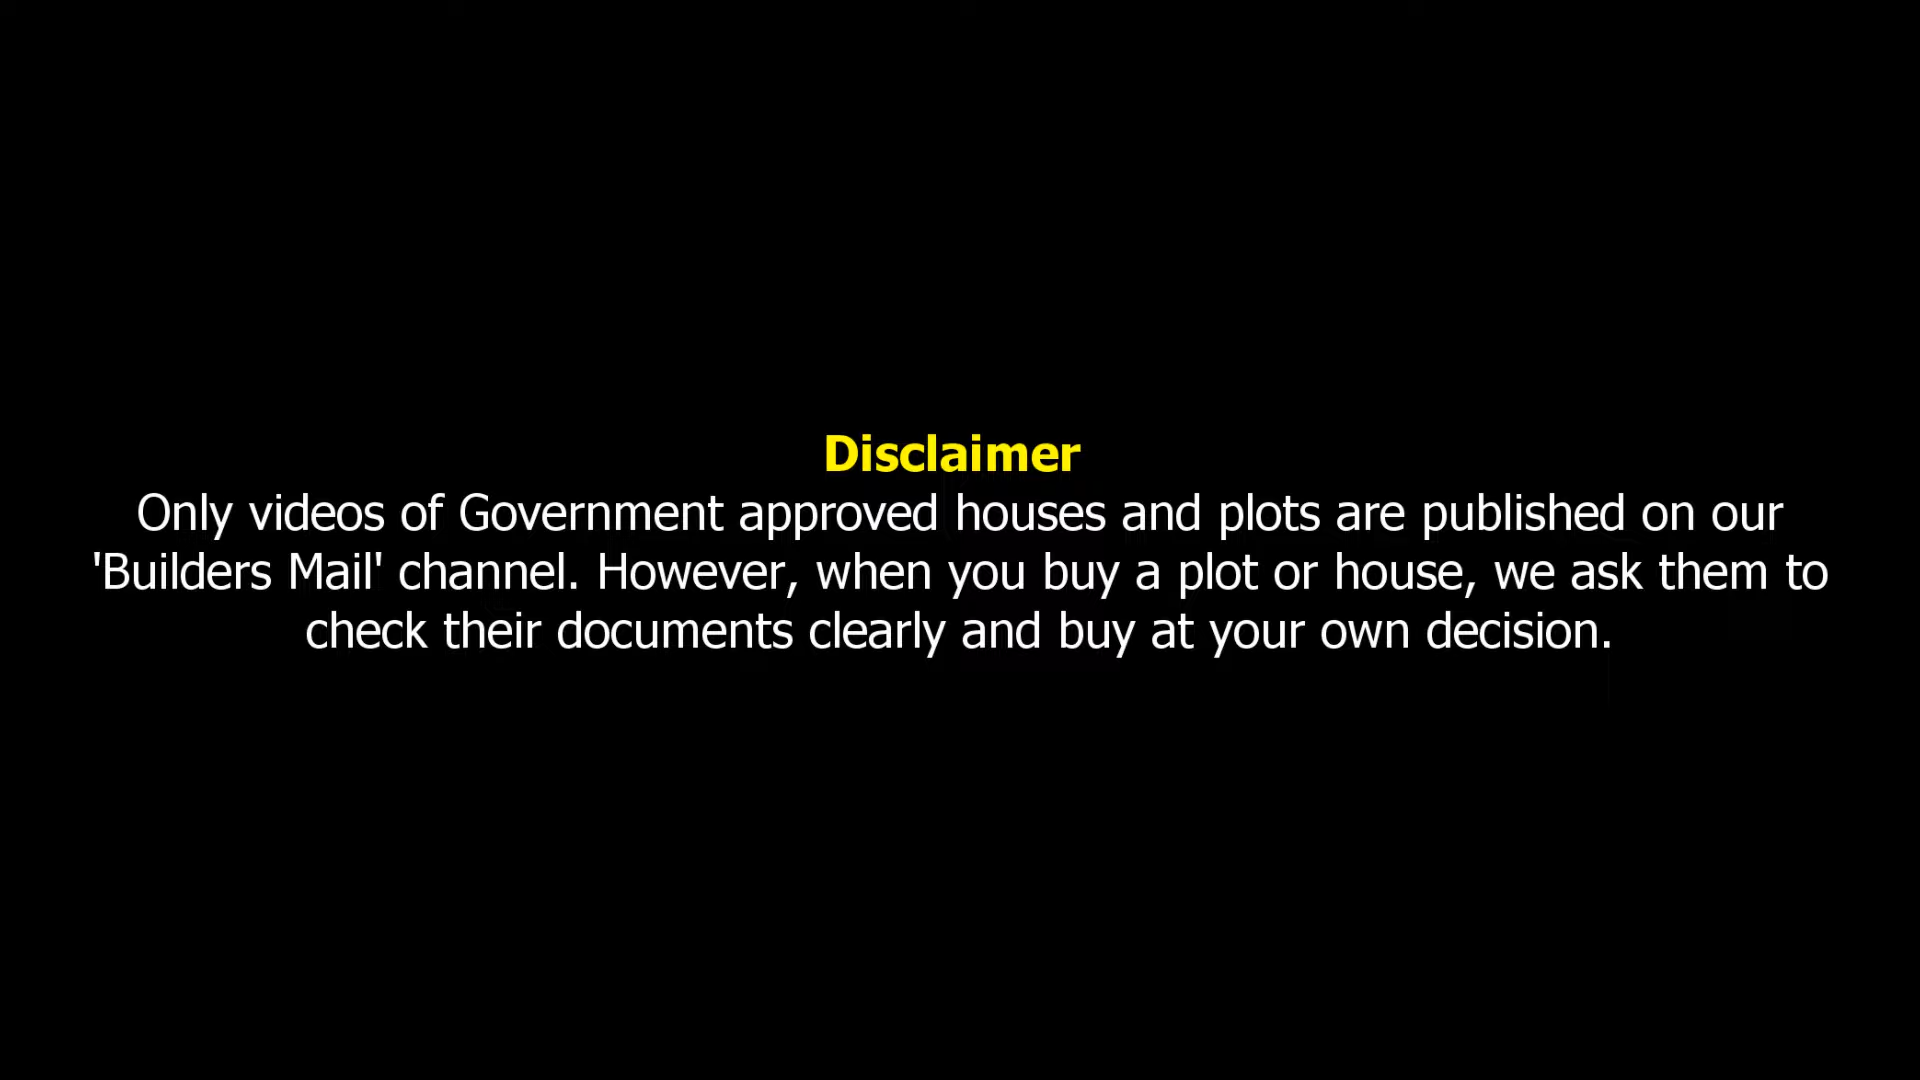 Disclaimer
Only videos of Government approved houses and plots are published on our
'Builders Mail' channel. However, when you buy a plot or house, we ask them to
check their documents clearly and buy at your own decision.